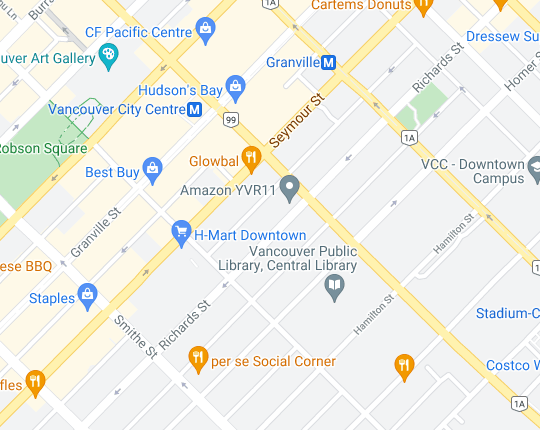 Burra
Cartems Donuts
CF Pacific Centre
Dressew Su
uver Art Gallery
Granville M
Richards St
Homer S
Hudson's Bay
Vancouver City Centre M
99
Seymour St
1A
Robson Square
Glowbal
VCC - Downtown
Campus
Best Buy
Amazon YVR11
Granville St
H-Mart Downtown
Hamilton St
Vancouver Public
Library, Central Library
ese BBQ
1A
Staples
Richards St
Hamilton St
Stadium-C
Smithe St
per se Social Corner
Costco W
ffles
1A